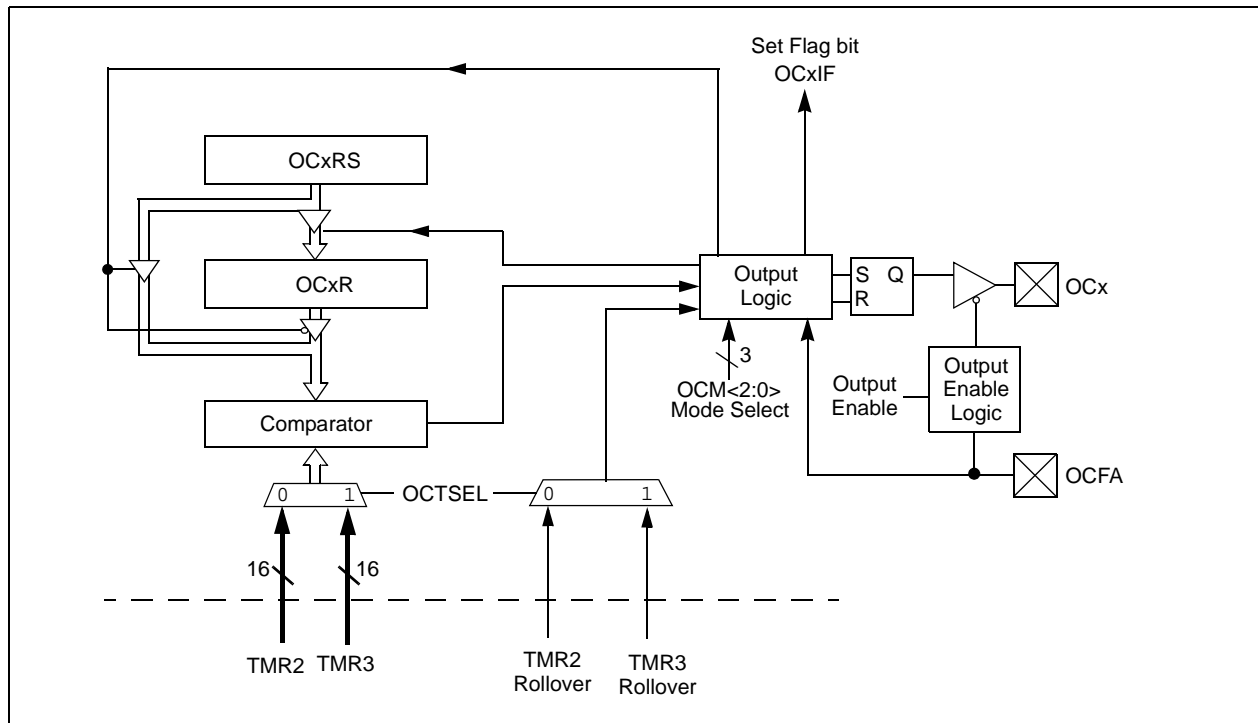 Set Flag bit
OCxIF
OCxRS
OCxR
Output
Logic
S Q
R
OCx
3
OCM<2:0>
Mode Select
Output
Enable
Output
Enable
Logic
Comparator
OCFA
0 1
OCTSEL
0 1
16
16
TMR2
TMR3
TMR2
Rollover
TMR3
Rollover